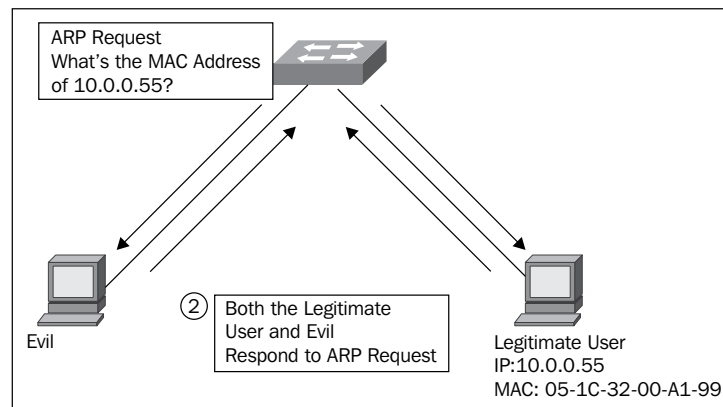 ARP Request
What's the MAC Address
of 10.0.0.55?
2
Both the Legitimate
User and Evil
Respond to ARP Request
Evil
Legitimate User
IP:10.0.0.55
MAC: 05-1C-32-00-A1-99